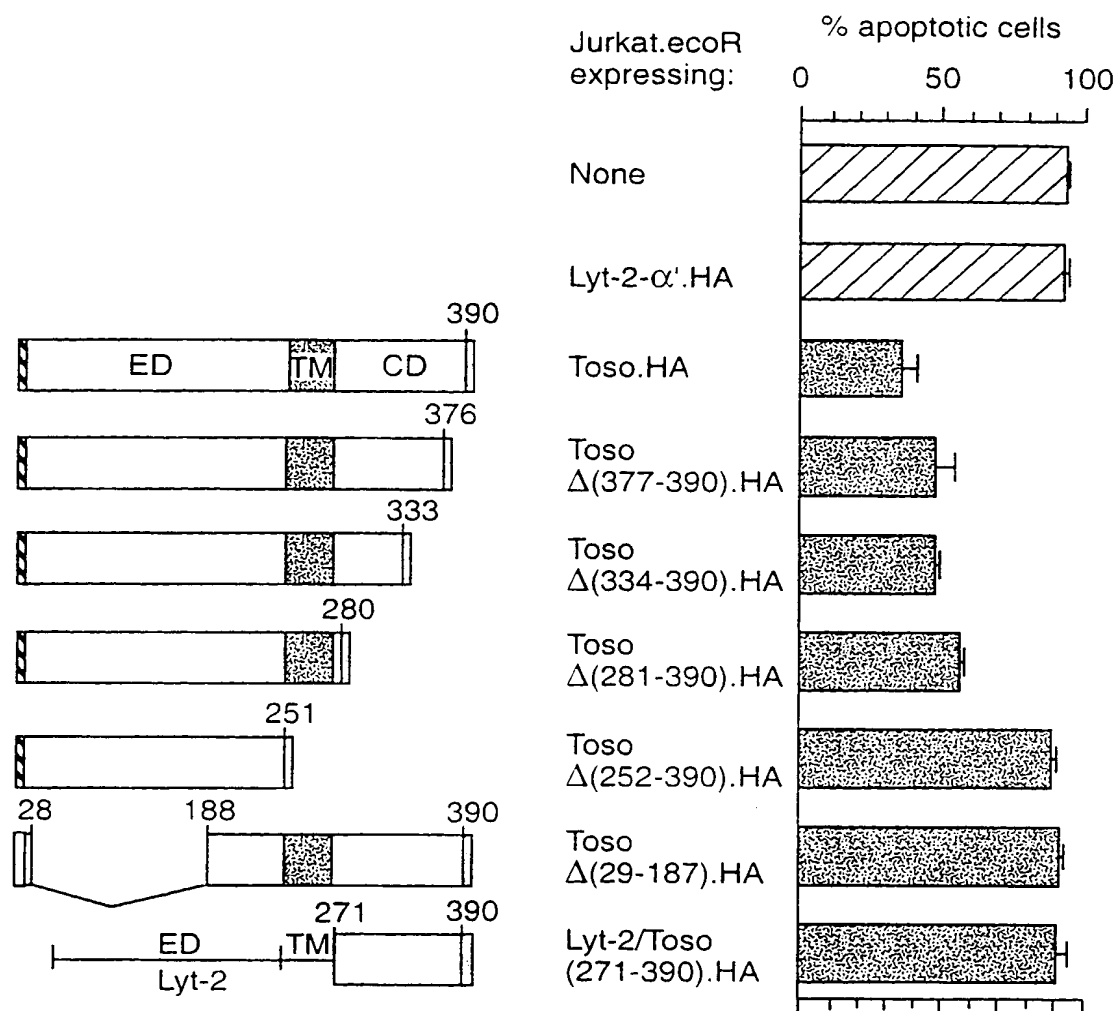 Jurkat.ecoR
expressing:
% apoptotic cells
0 50 100
None
Lyt-2-α'.HA
390
ED TM CD
Toso.HA
376
Toso
Δ(377-390).HA
333
Toso
Δ(334-390).HA
280
Toso
Δ(281-390).HA
251
Toso
Δ(252-390).HA
28 188 390
Toso
Δ(29-187).HA
271 390
ED TM
Lyt-2
Lyt-2/Toso
(271-390).HA